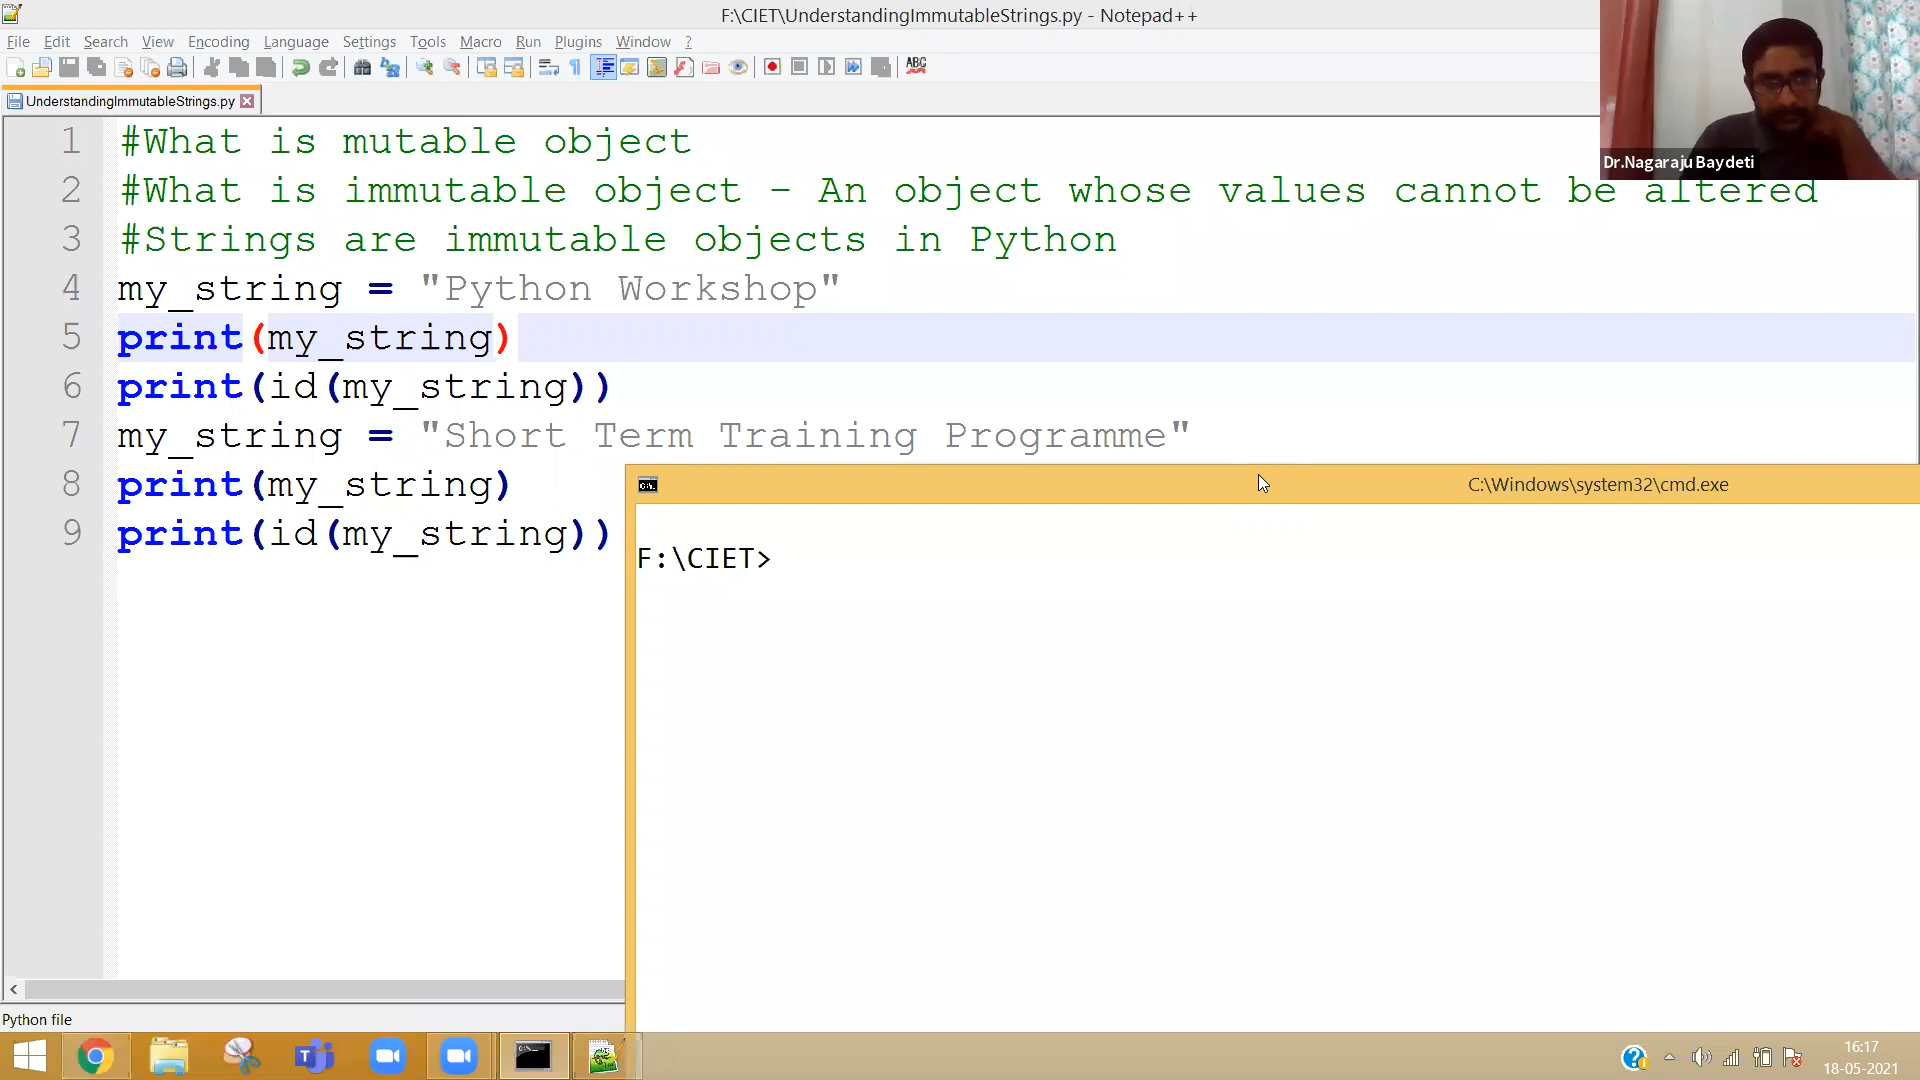 F:\CIET\UnderstandingImmutableStrings.py - Notepad++
File Edit Search View Encoding Language Settings Tools Macro Run Plugins Window ?
ABC
UnderstandingImmutableStrings.py
Dr.Nagaraju Baydeti
1 #What is mutable object
2 #What is immutable object - An object whose values cannot be altered
3 #Strings are immutable objects in Python
4 my_string = "Python Workshop"
5 print(my_string)
6 print(id(my_string))
7 my_string = "Short Term Training Programme"
8 print(my_string)
9 print(id(my_string))
C:\Windows\system32\cmd.exe
F:\CIET>
Python file
16:17
18-05-2021